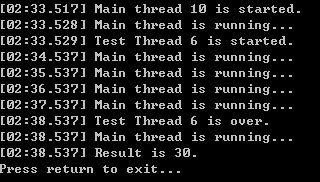 [02:33.517] Main thread 10 is started.
[02:33.528] Main thread is running...
[02:33.529] Test Thread 6 is started.
[02:34.537] Main thread is running...
[02:35.537] Main thread is running...
[02:36.537] Main thread is running...
[02:37.537] Main thread is running...
[02:38.537] Test Thread 6 is over.
[02:38.537] Main thread is running...
[02:38.537] Result is 30.
Press return to exit...